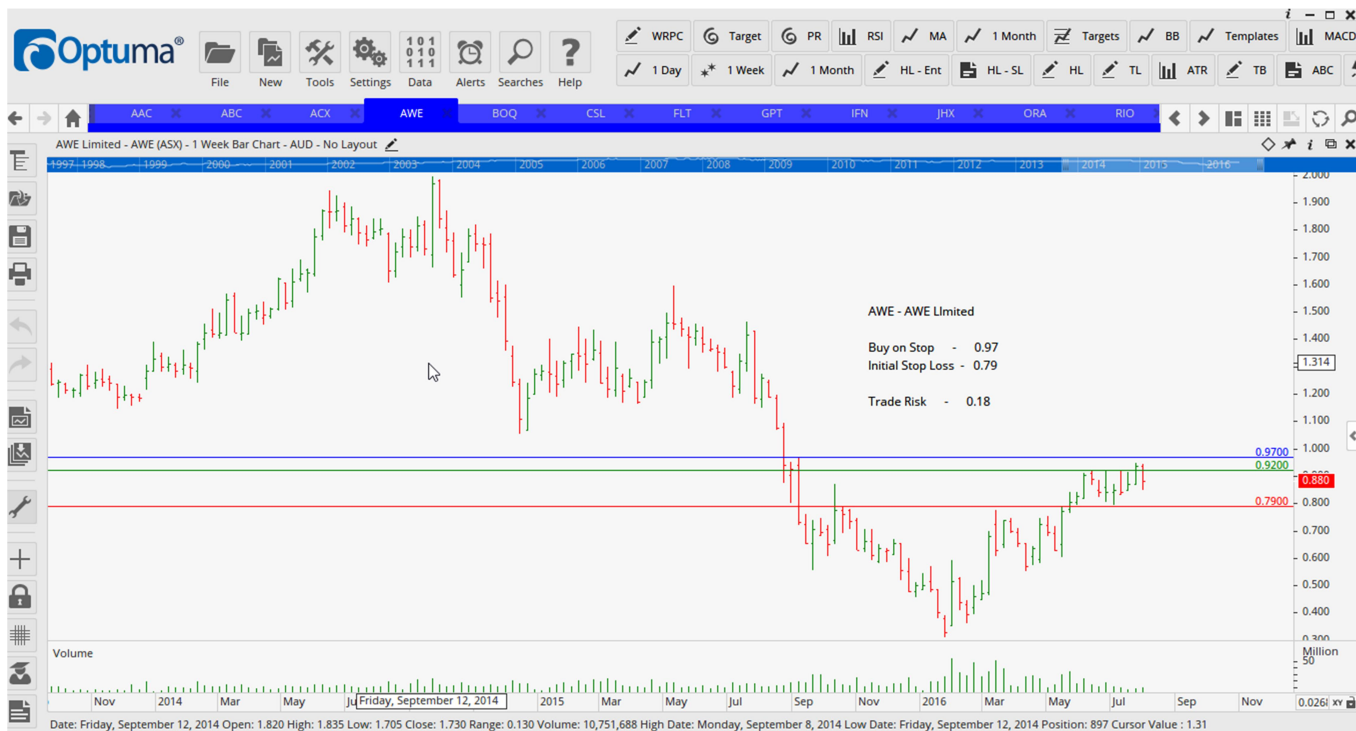 Optuma®
File New Tools Settings Data Alerts Searches Help
101
010
111
WRPC Target PR RSI MA 1 Month Targets BB Templates MACD
1 Day 1 Week 1 Month HL - Ent HL - SL HL TL ATR TB ABC
AAC ABC ACX AWE BOQ CSL FLT GPT IFN JHX ORA RIO
AWE Limited - AWE (ASX) - 1 Week Bar Chart - AUD - No Layout
1997 1998 1999 2000 2001 2002 2003 2004 2005 2006 2007 2008 2009 2010 2011 2012 2013 2014 2015 2016
2.000
1.900
1.800
1.700
1.600
1.500
1.400
1.314
1.200
1.100
1.000
0.880
0.800
0.700
0.600
0.500
0.400
0.300
AWE - AWE LImited
Buy on Stop - 0.97
Initial Stop Loss - 0.79
Trade Risk - 0.18
0.9700
0.9200
0.7900
Volume
Million
50
Nov 2014 Mar May Friday, September 12, 2014 2015 Mar May Jul Sep Nov 2016 Mar May Jul Sep Nov XY
Date: Friday, September 12, 2014 Open: 1.820 High: 1.835 Low: 1.705 Close: 1.730 Range: 0.130 Volume: 10,751,688 High Date: Monday, September 8, 2014 Low Date: Friday, September 12, 2014 Position: 897 Cursor Value : 1.31